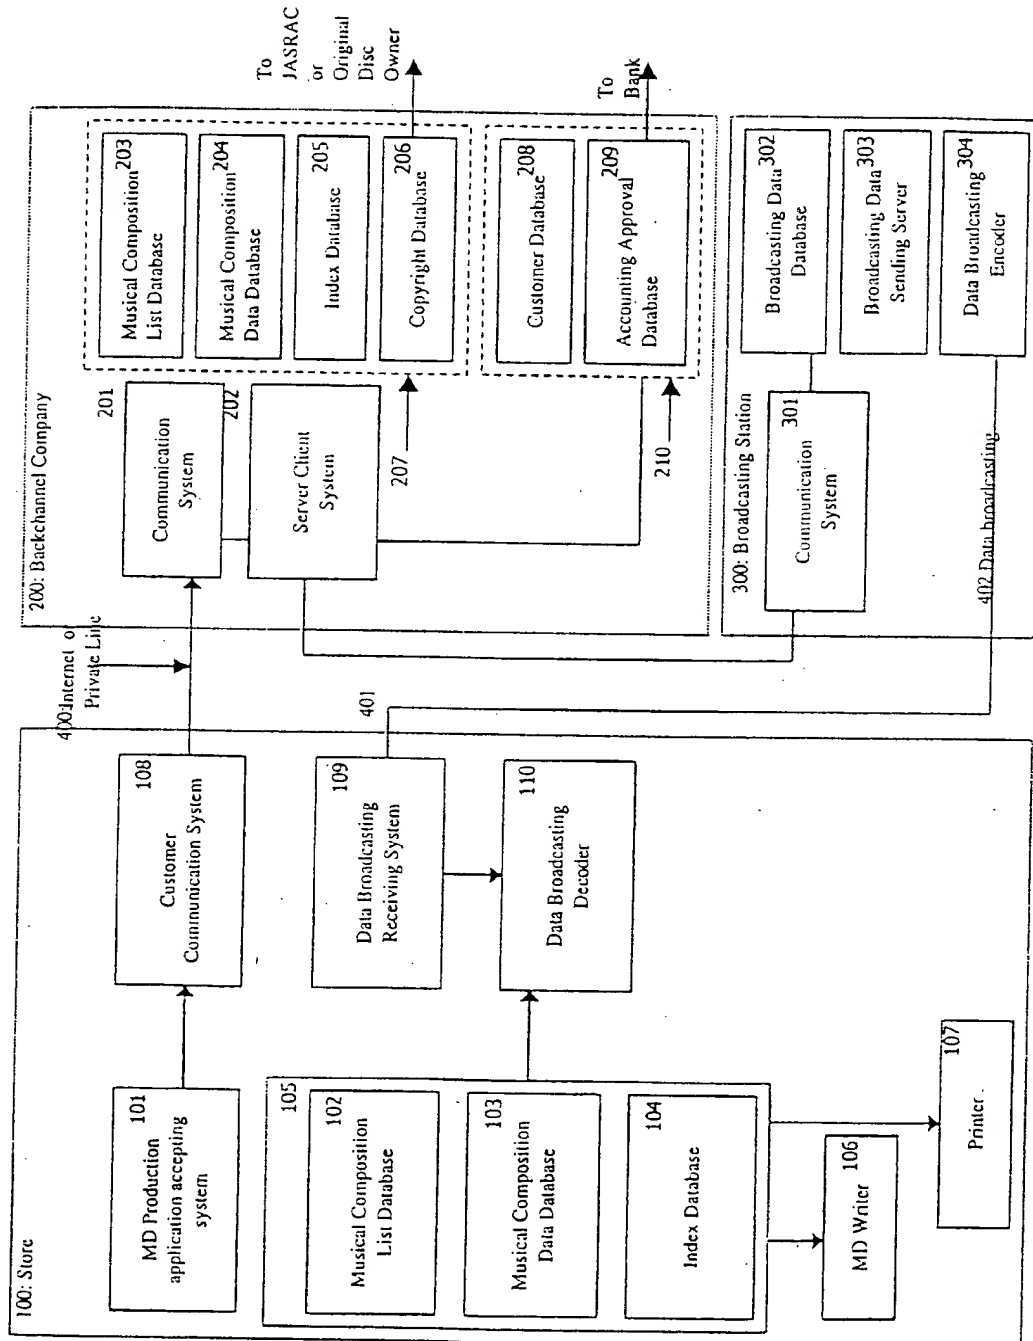 100: Store
101
MD Production
application accepting
system
108
Customer
Communication System
105
102
Musical Composition
List Database
103
Musical Composition
Data Database
104
Index Database
109
Data Broadcasting
Receiving System
110
Data Broadcasting
Decoder
106
MD Writer
107
Printer
400:Internet or
Private Line
401
200: Backchannel Company
201
Communication
System
202
Server Client
System
203
Musical Composition
List Database
204
Musical Composition
Data Database
205
Index Database
206
Copyright Database
207
208
Customer Database
209
Accounting Approval
Database
210
To
JASRAC
or
Original
Disc
Owner
To
Bank
300: Broadcasting Station
301
Communication
System
302
Broadcasting Data
Database
303
Broadcasting Data
Sending Server
304
Data Broadcasting
Encoder
402 Data broadcasting